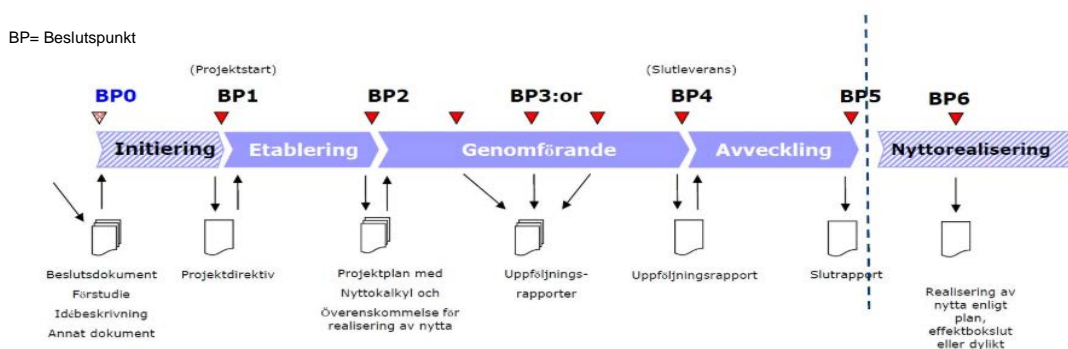 BP= Beslutspunkt
(Projektstart)
(Slutleverans)
BP0
BP1
BP2
BP3:or
BP4
BP5
BP6
Initiering
Etablering
Genomförande
Avveckling
Nyttorealisering
Beslutsdokument
Förstudie
Idébeskrivning
Annat dokument
Projektdirektiv
Projektplan med
Nyttokalkyl och
Överenskommelse för
realisering av nytta
Uppföljnings-
rapporter
Uppföljningsrapport
Slutrapport
Realisering av
nytta enligt
plan,
effektbokslut
eller dylikt